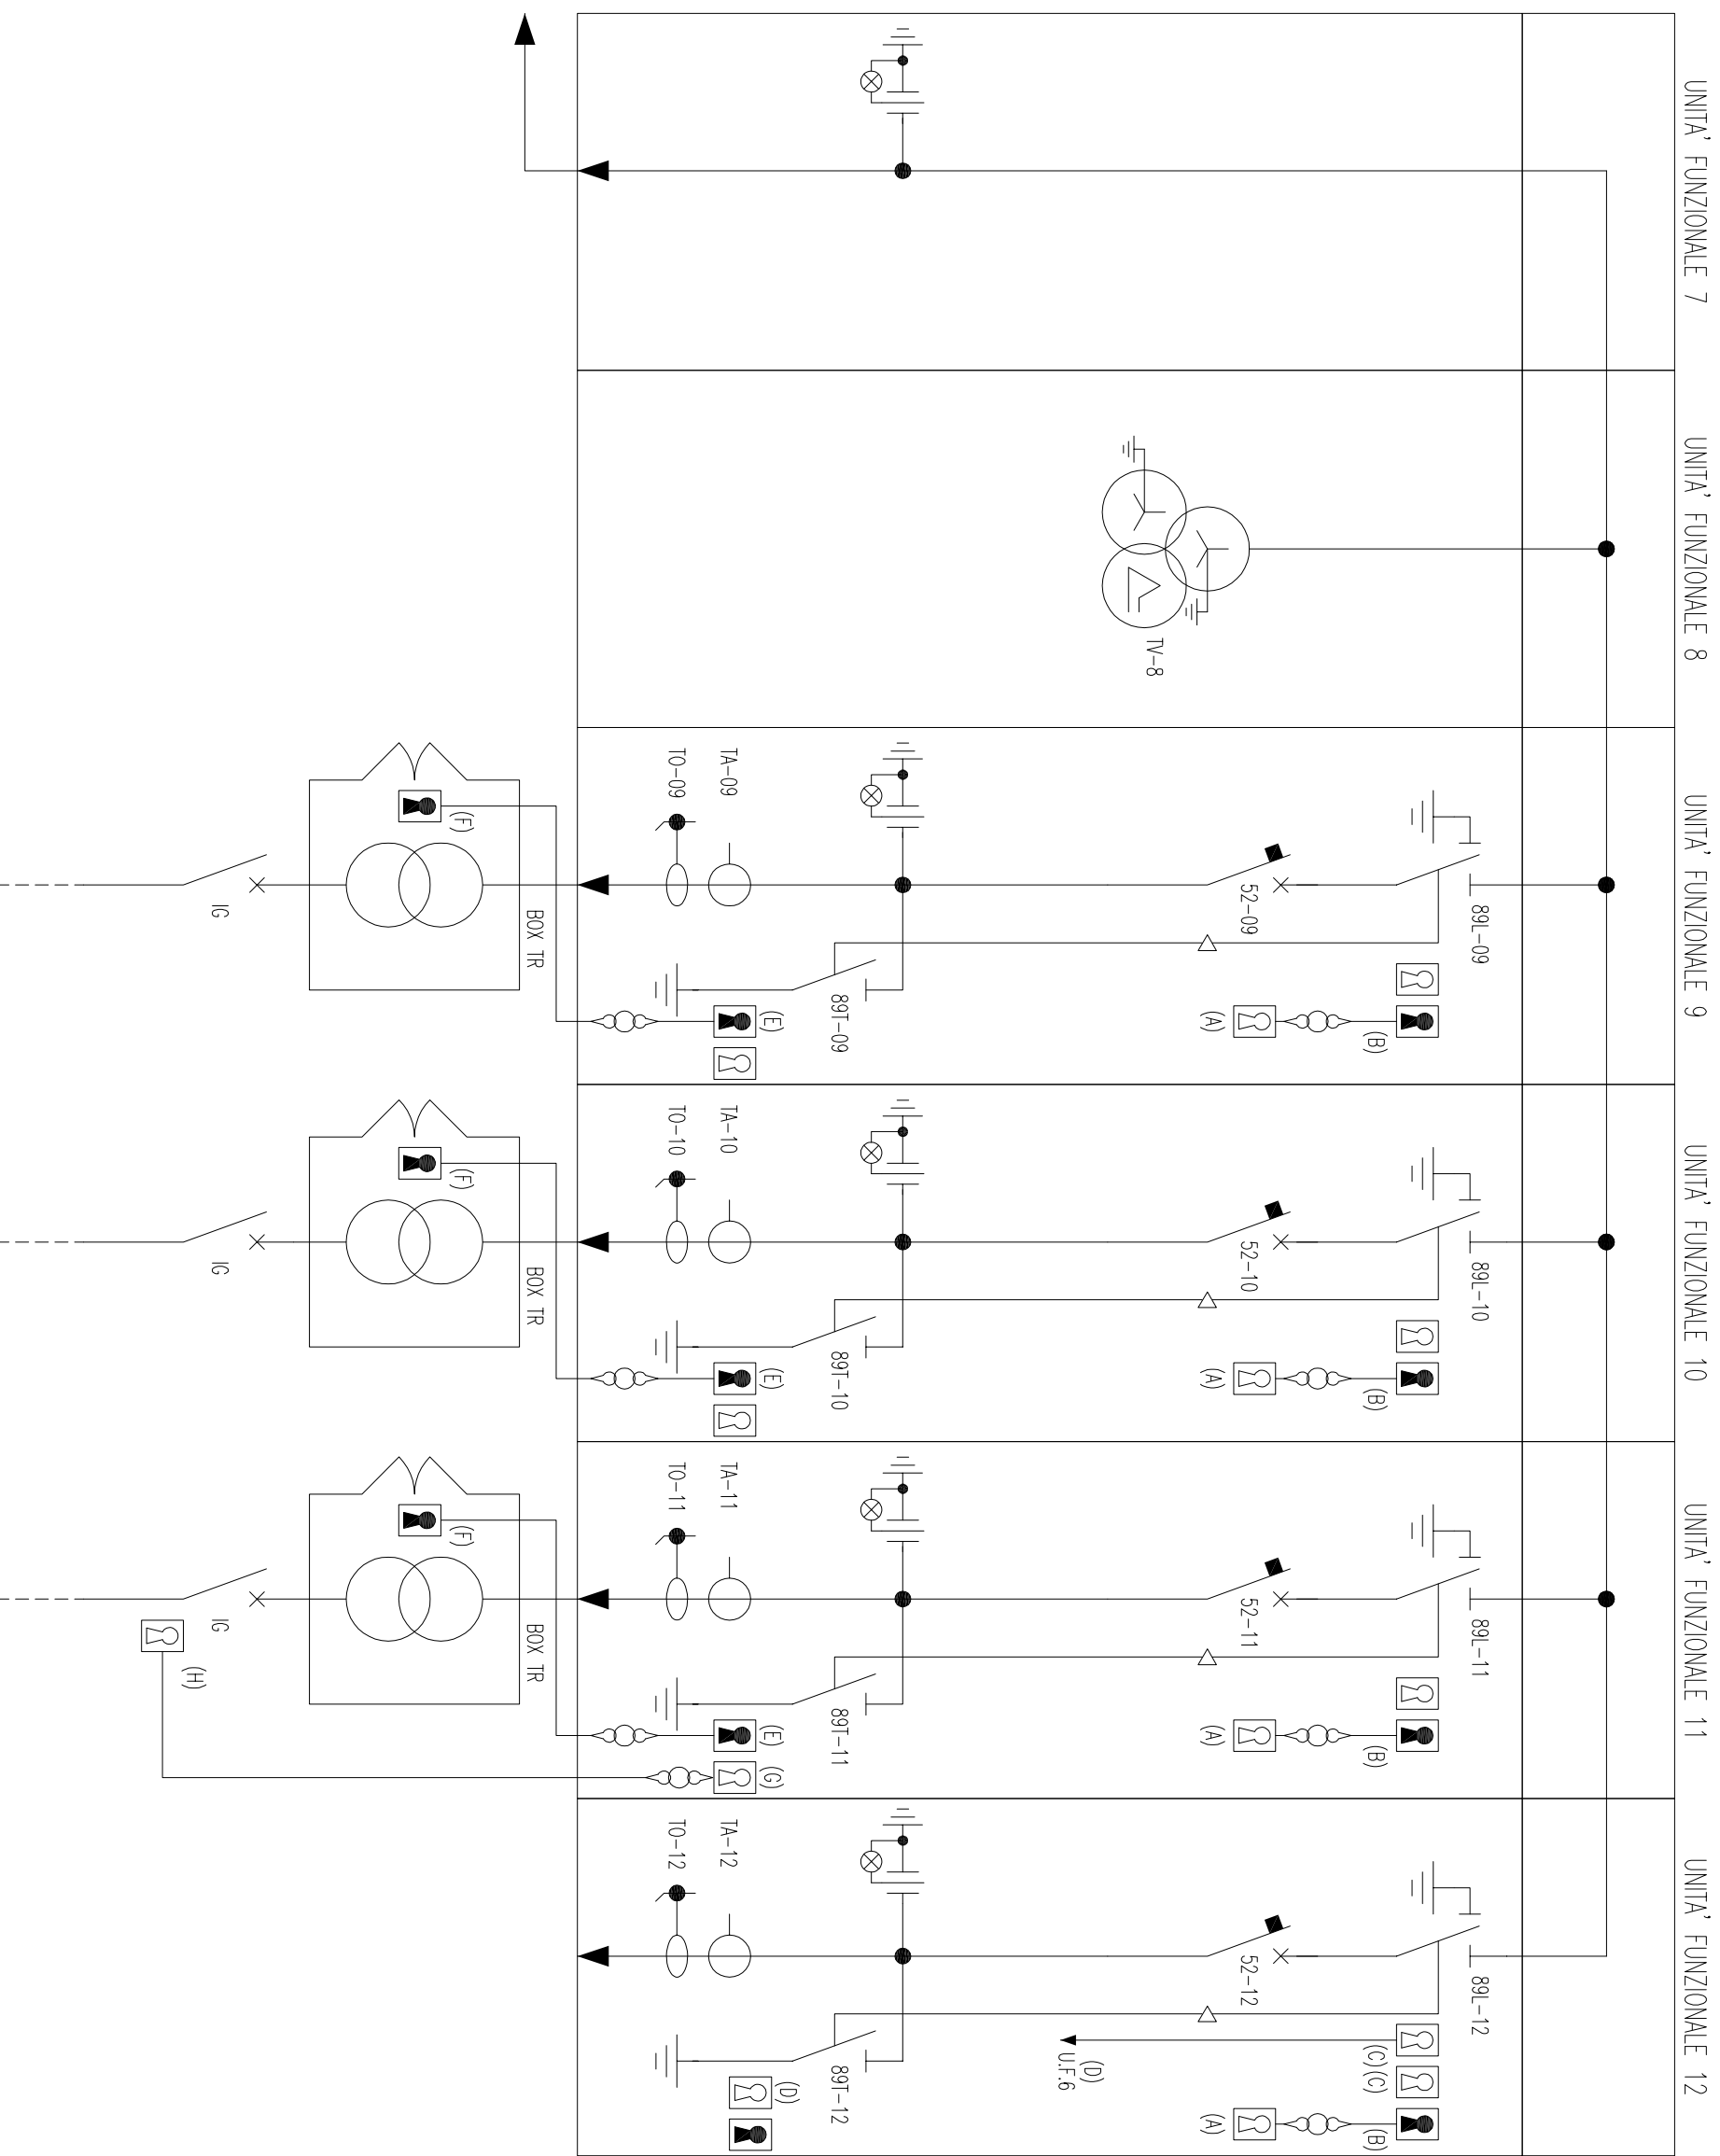 UNITA' FUNZIONALE 7
UNITA' FUNZIONALE 8
TV-8
UNITA' FUNZIONALE 9
89L-09
52-09
(B)
(A)
89T-09
TA-09
TO-09
(E)
BOX TR
(F)
IG
UNITA' FUNZIONALE 10
89L-10
52-10
(B)
(A)
89T-10
TA-10
TO-10
(E)
BOX TR
(F)
IG
UNITA' FUNZIONALE 11
89L-11
52-11
(B)
(A)
89T-11
TA-11
TO-11
(E)
(G)
BOX TR
(F)
IG
(H)
UNITA' FUNZIONALE 12
89L-12
52-12
(C)(C)
(B)
(A)
(D)
U.F.6
89T-12
TA-12
TO-12
(D)